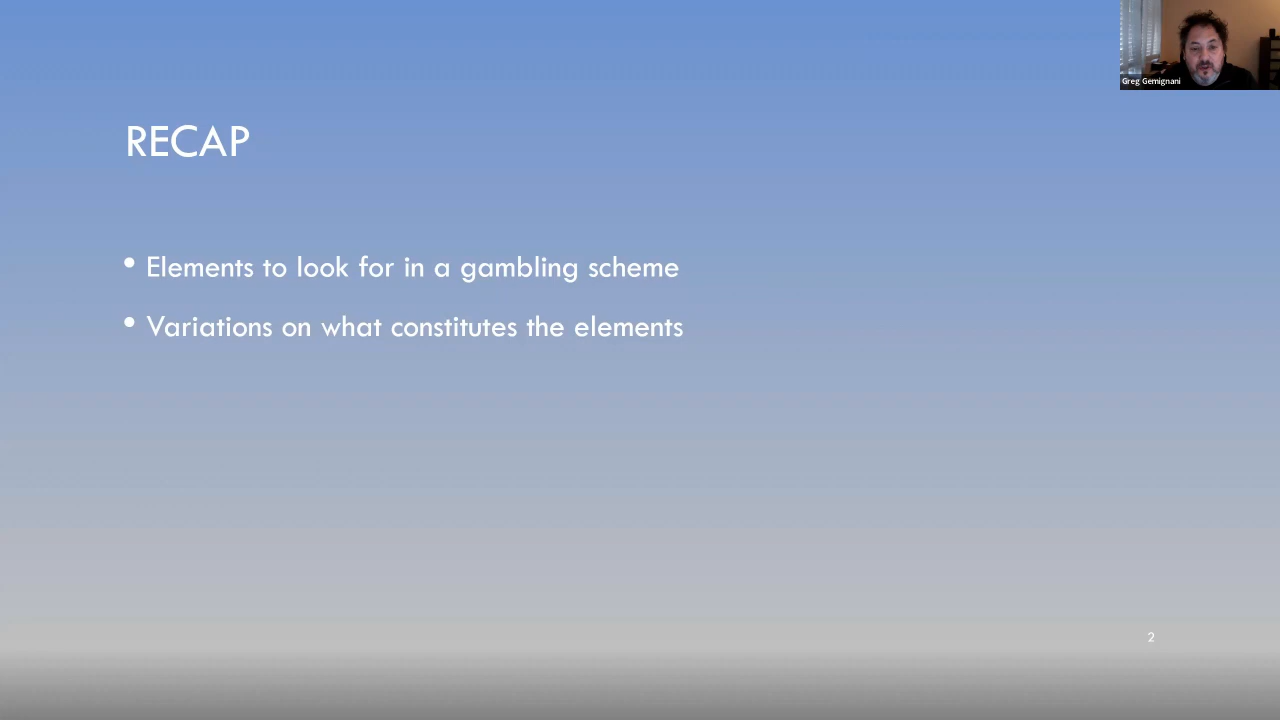 Greg Gemignani
RECAP
• Elements to look for in a gambling scheme
• Variations on what constitutes the elements
2